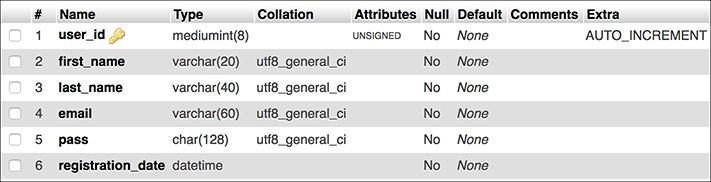 # Name Type Collation Attributes Null Default Comments Extra
1 user_id mediumint(8) UNSIGNED No None AUTO_INCREMENT
2 first_name varchar(20) utf8_general_ci No None
3 last_name varchar(40) utf8_general_ci No None
4 email varchar(60) utf8_general_ci No None
5 pass char(128) utf8_general_ci No None
6 registration_date datetime No None